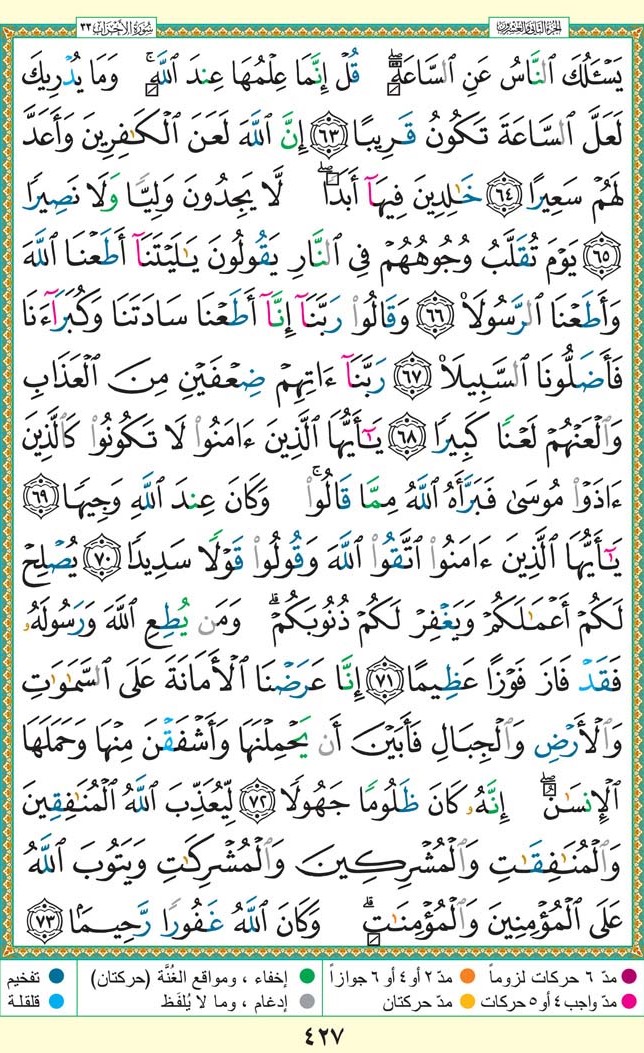 الجزء الثاني والعشرون سورة الأحزاب ٣٣
يَسْـَٔلُكَ ٱلنَّاسُ عَنِ ٱلسَّاعَةِۖ قُلْ إِنَّمَا عِلْمُهَا عِندَ ٱللَّهِۚ وَمَا يُدْرِيكَ
لَعَلَّ ٱلسَّاعَةَ تَكُونُ قَرِيبًا ٦٣ إِنَّ ٱللَّهَ لَعَنَ ٱلْكَٰفِرِينَ وَأَعَدَّ
لَهُمْ سَعِيرًا ٦٤ خَٰلِدِينَ فِيهَآ أَبَدًاۖ لَّا يَجِدُونَ وَلِيًّا وَلَا نَصِيرًا
٦٥ يَوْمَ تُقَلَّبُ وُجُوهُهُمْ فِى ٱلنَّارِ يَقُولُونَ يَٰلَيْتَنَآ أَطَعْنَا ٱللَّهَ
وَأَطَعْنَا ٱلرَّسُولَا۠ ٦٦ وَقَالُوا۟ رَبَّنَآ إِنَّآ أَطَعْنَا سَادَتَنَا وَكُبَرَآءَنَا
فَأَضَلُّونَا ٱلسَّبِيلَا۠ ٦٧ رَبَّنَآ ءَاتِهِمْ ضِعْفَيْنِ مِنَ ٱلْعَذَابِ
وَٱلْعَنْهُمْ لَعْنًا كَبِيرًا ٦٨ يَٰٓأَيُّهَا ٱلَّذِينَ ءَامَنُوا۟ لَا تَكُونُوا۟ كَٱلَّذِينَ
ءَاذَوْا۟ مُوسَىٰ فَبَرَّأَهُ ٱللَّهُ مِمَّا قَالُوا۟ۚ وَكَانَ عِندَ ٱللَّهِ وَجِيهًا ٦٩
يَٰٓأَيُّهَا ٱلَّذِينَ ءَامَنُوا۟ ٱتَّقُوا۟ ٱللَّهَ وَقُولُوا۟ قَوْلًا سَدِيدًا ٧٠ يُصْلِحْ
لَكُمْ أَعْمَٰلَكُمْ وَيَغْفِرْ لَكُمْ ذُنُوبَكُمْۗ وَمَن يُطِعِ ٱللَّهَ وَرَسُولَهُۥ
فَقَدْ فَازَ فَوْزًا عَظِيمًا ٧١ إِنَّا عَرَضْنَا ٱلْأَمَانَةَ عَلَى ٱلسَّمَٰوَٰتِ
وَٱلْأَرْضِ وَٱلْجِبَالِ فَأَبَيْنَ أَن يَحْمِلْنَهَا وَأَشْفَقْنَ مِنْهَا وَحَمَلَهَا
ٱلْإِنسَٰنُۖ إِنَّهُۥ كَانَ ظَلُومًا جَهُولًا ٧٢ لِّيُعَذِّبَ ٱللَّهُ ٱلْمُنَٰفِقِينَ
وَٱلْمُنَٰفِقَٰتِ وَٱلْمُشْرِكِينَ وَٱلْمُشْرِكَٰتِ وَيَتُوبَ ٱللَّهُ
عَلَى ٱلْمُؤْمِنِينَ وَٱلْمُؤْمِنَٰتِۗ وَكَانَ ٱللَّهُ غَفُورًا رَّحِيمًۢا ٧٣
مدّ ٦ حركات لزوماً مدّ ٢ أو ٤ أو ٦ جوازاً إخفاء ، ومواقع الغُنَّة (حركتان) تفخيم
مدّ واجب ٤ أو ٥ حركات مدّ حركتان إدغام ، وما لا يُلفَظ قلقلة
٤٢٧